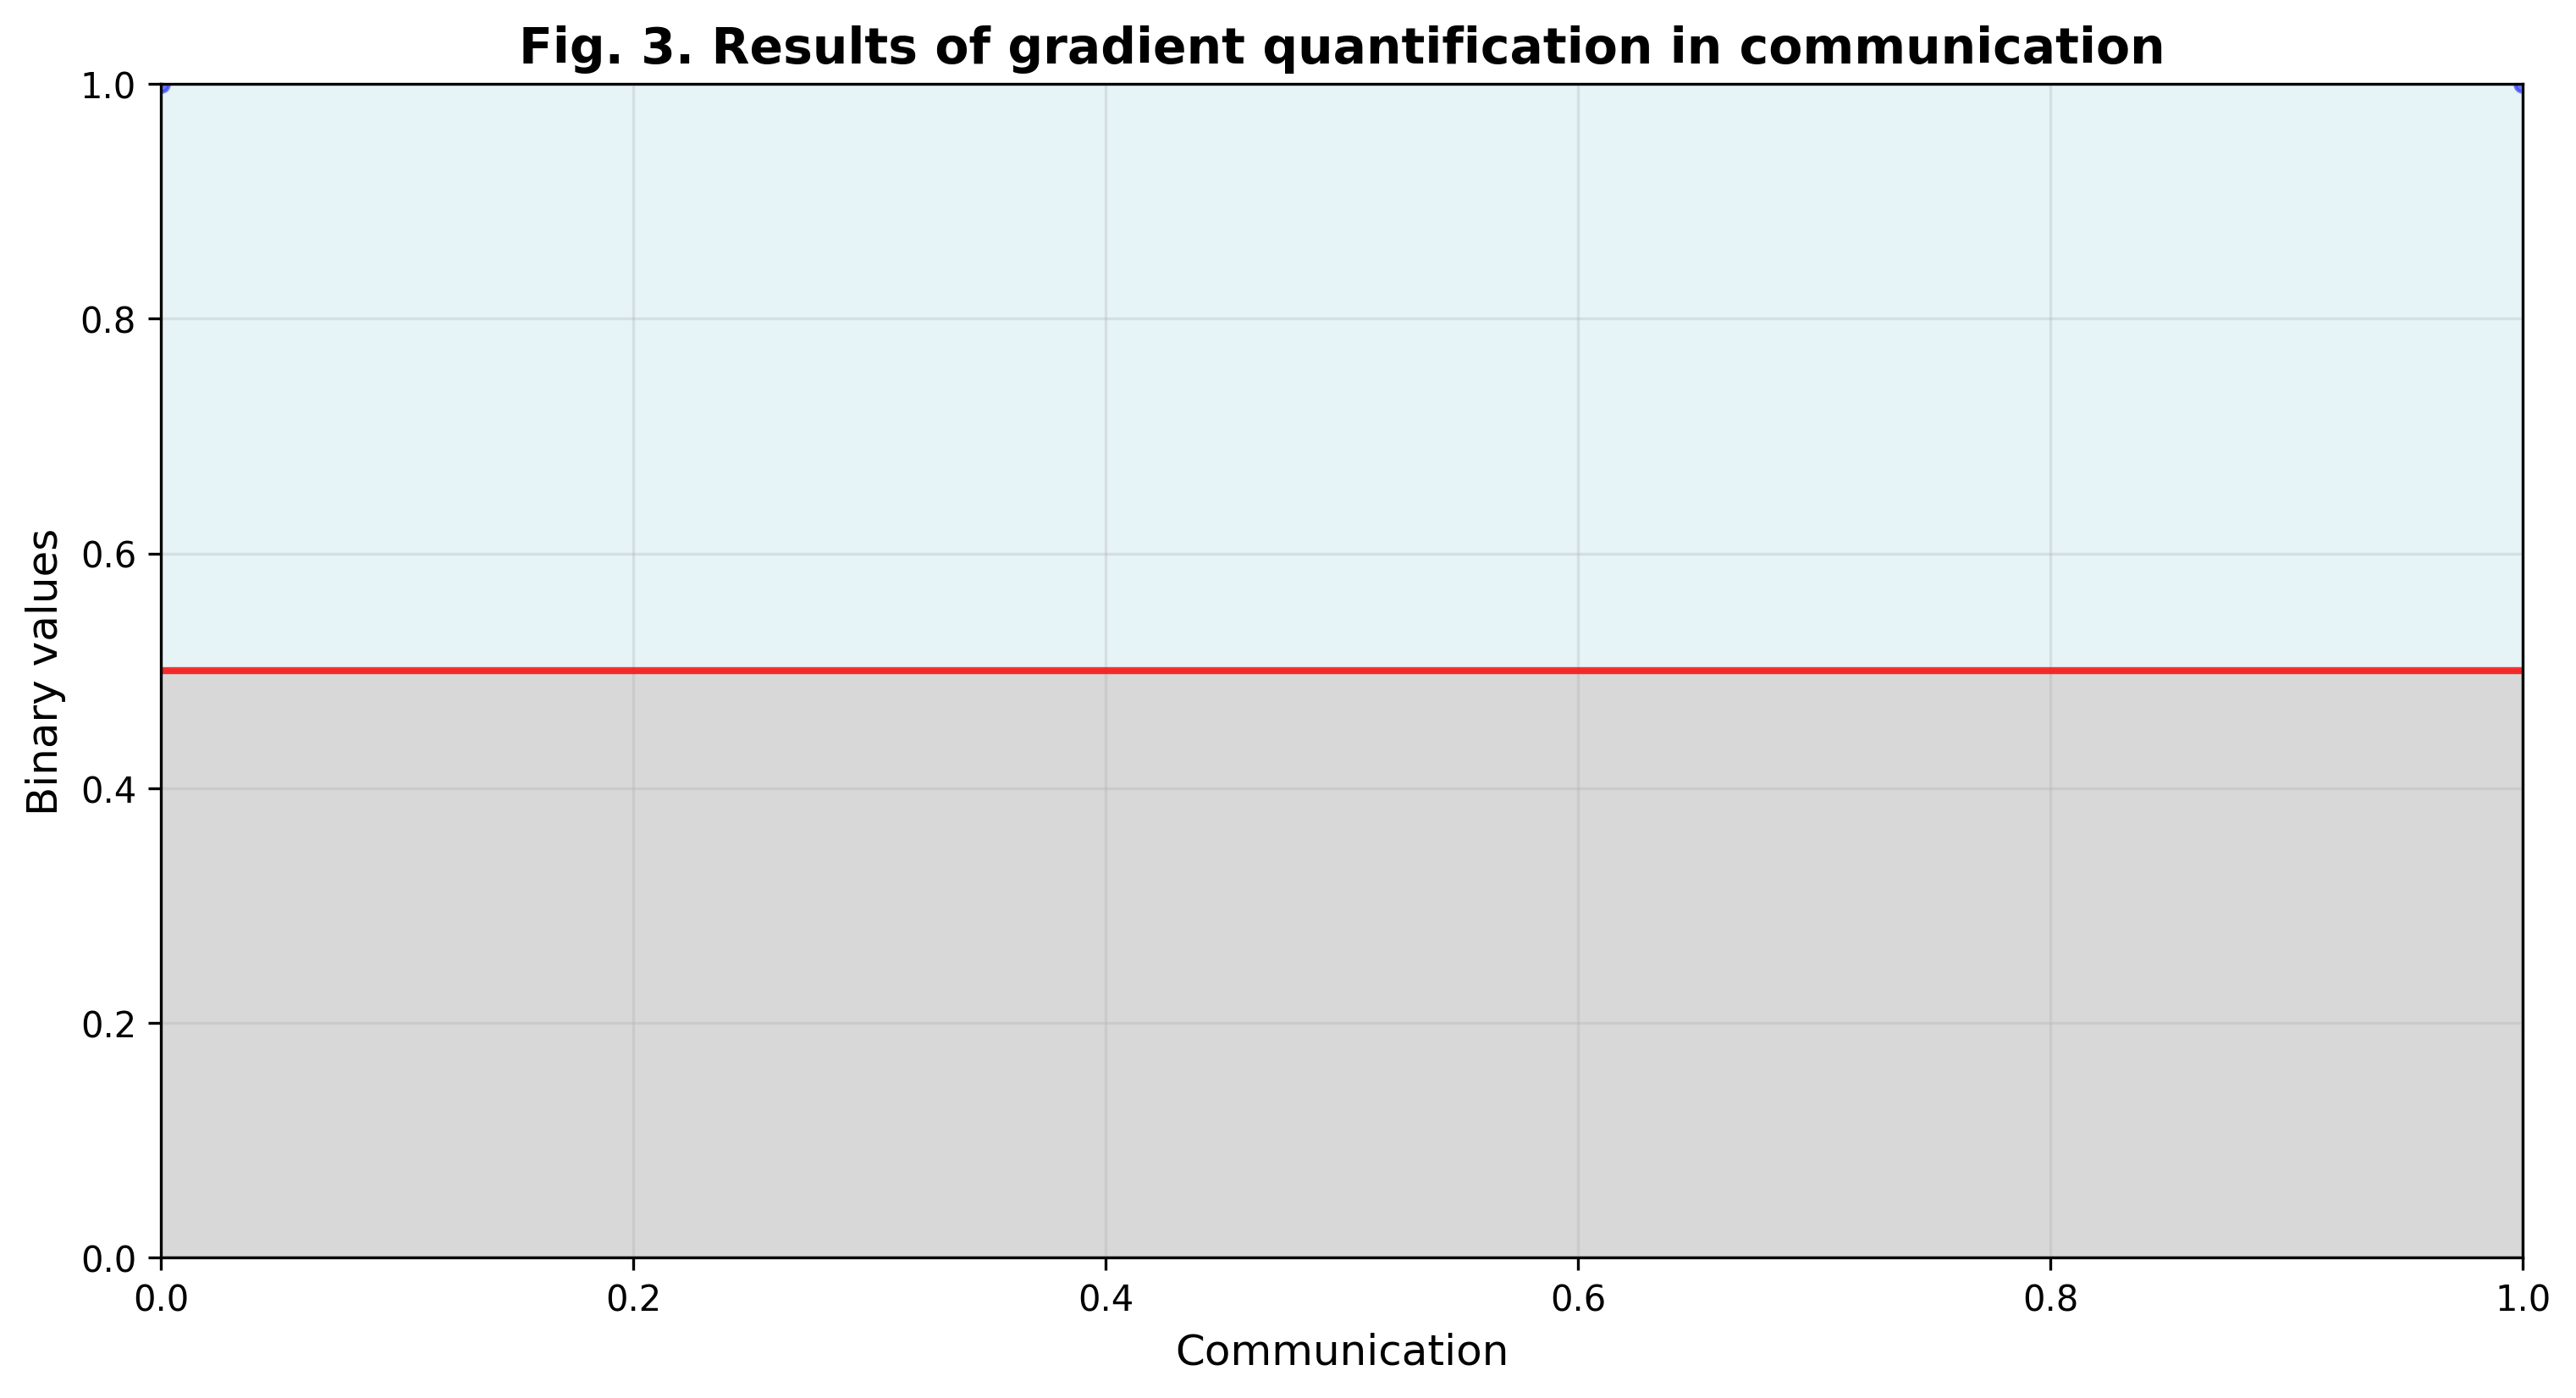 Fig. 3. Results of gradient quantification in communication
1.0
0.8
0.6
0.4
0.2
0.0
Binary values
0.0 0.2 0.4 0.6 0.8 1.0
Communication